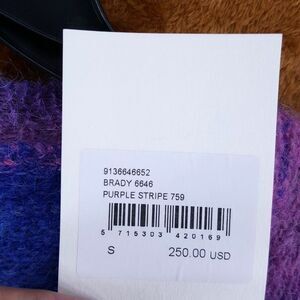 9136646652
BRADY 6646
PURPLE STRIPE 759
5 715303 420169
S 250.00 USD